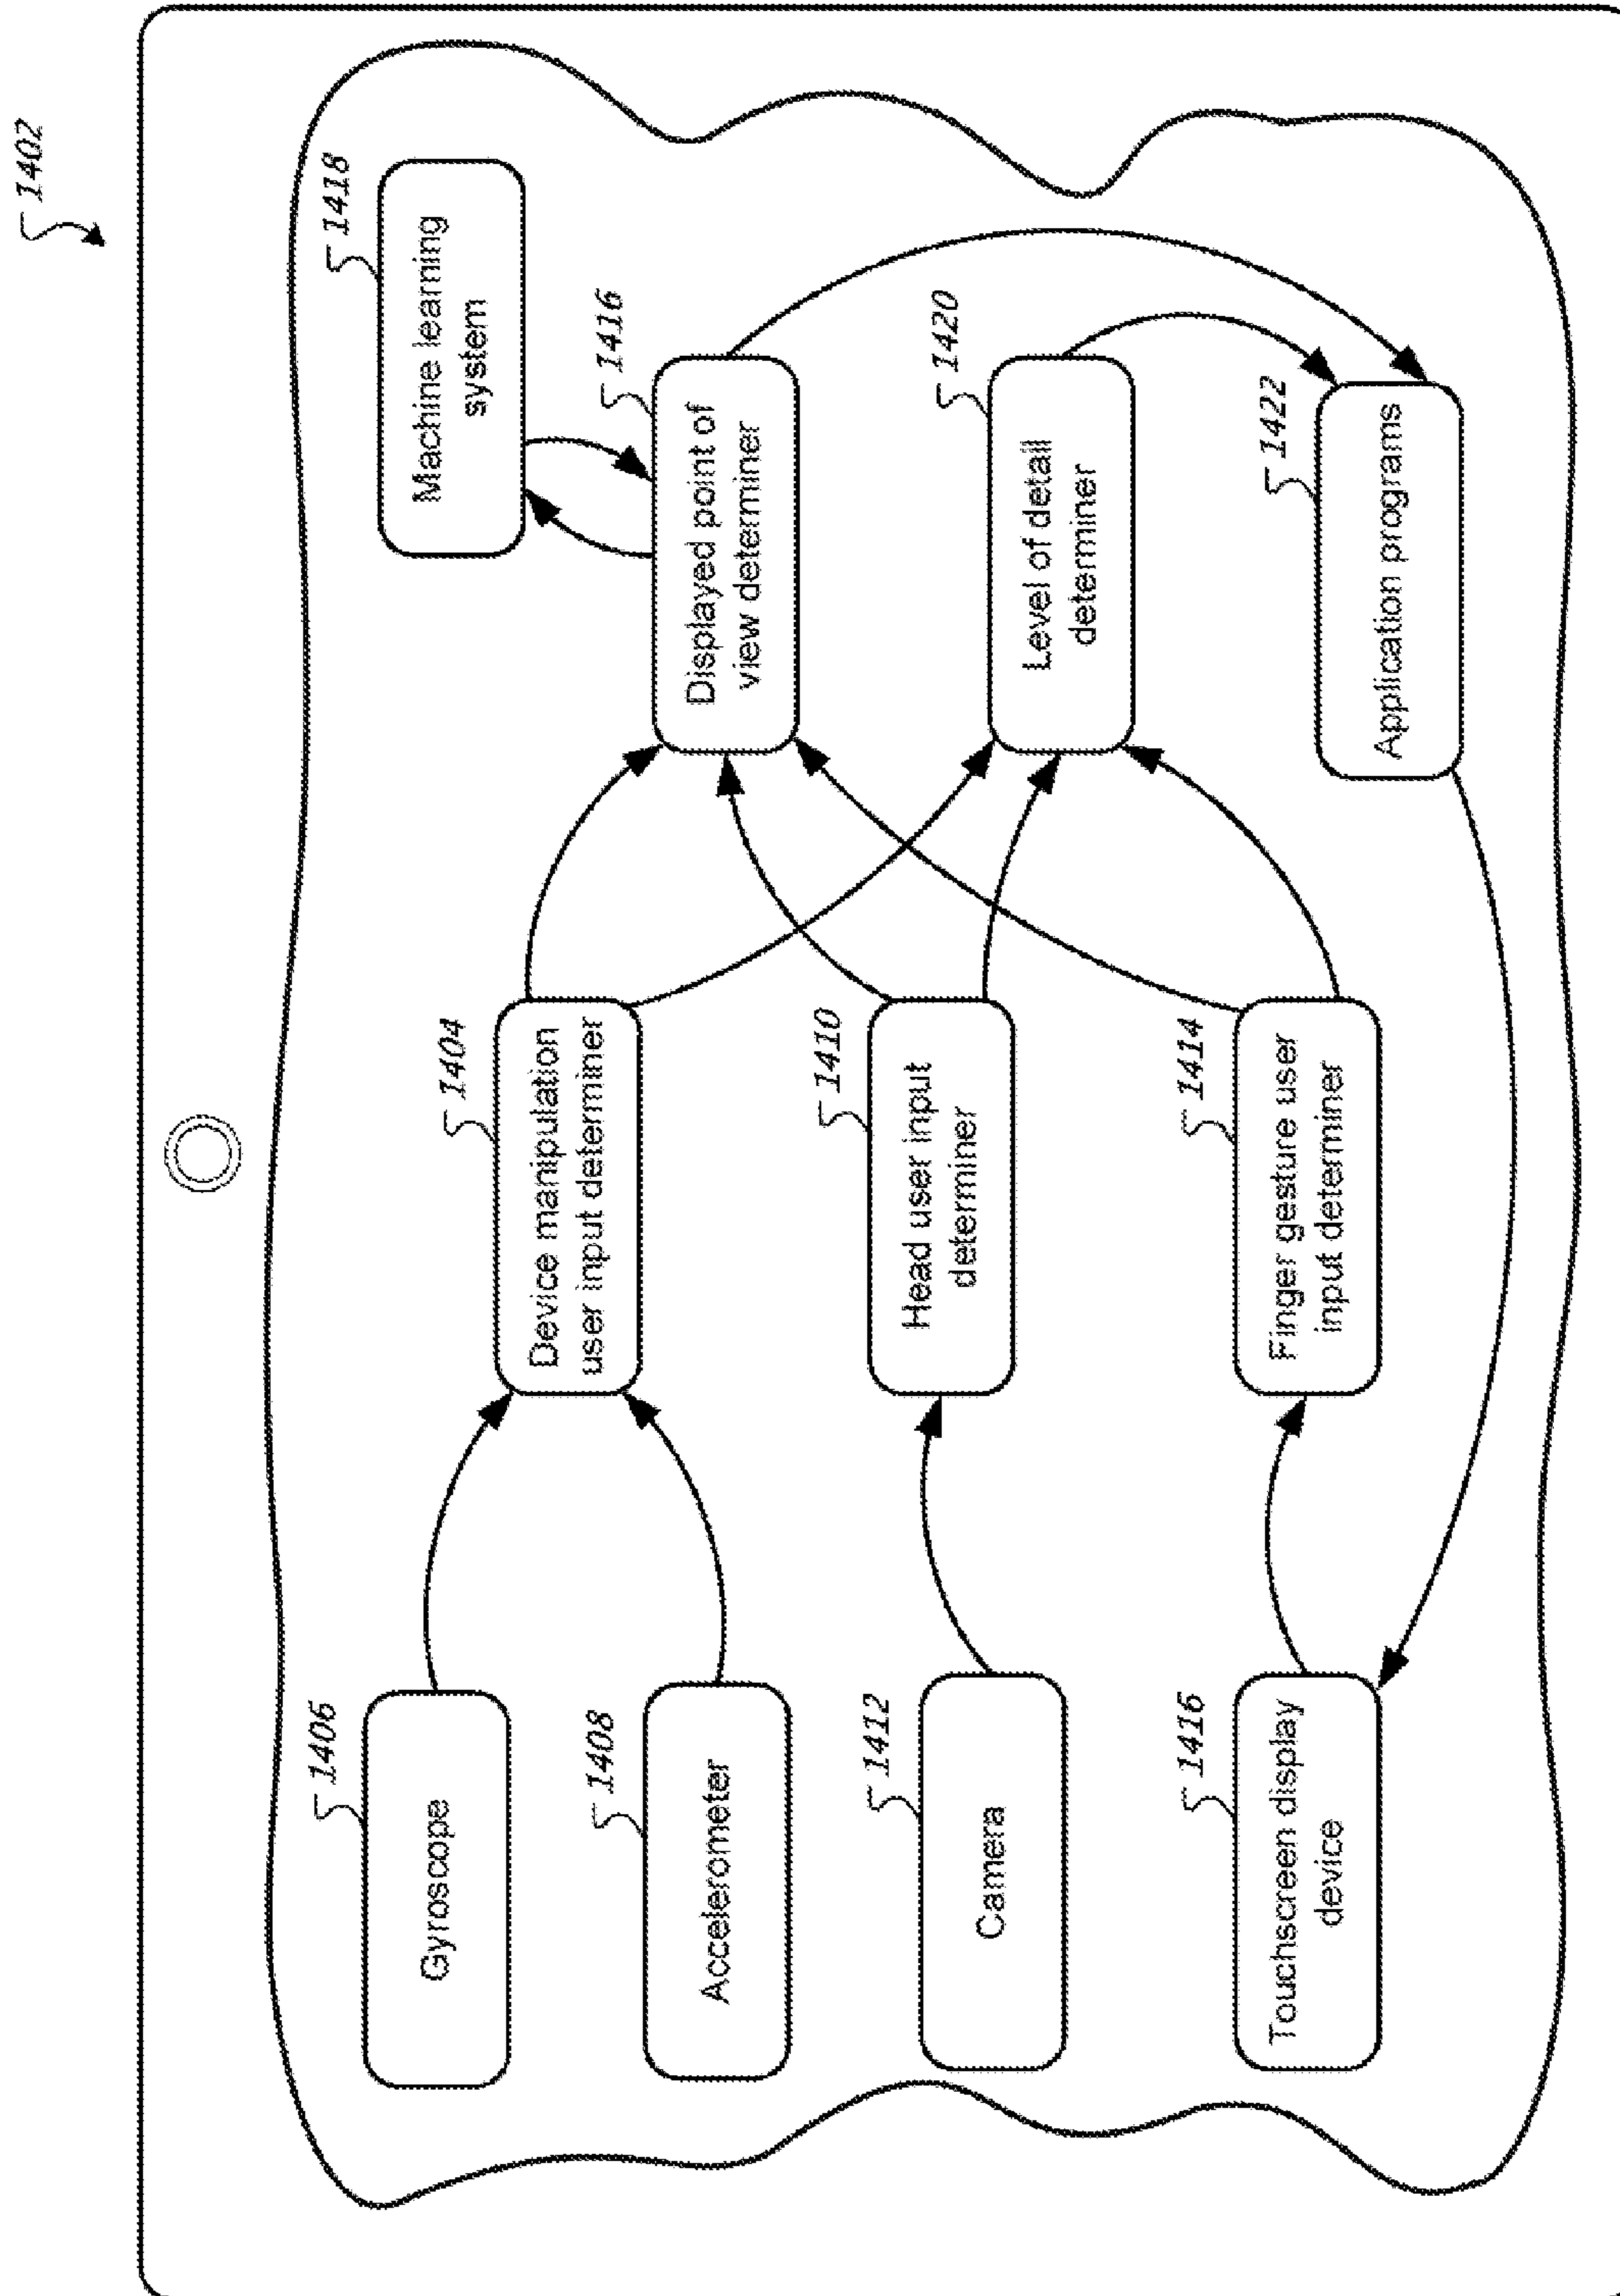 1402
1406
Gyroscope
1408
Accelerometer
1412
Camera
1416
Touchscreen display
device
1404
Device manipulation
user input determiner
1410
Head user input
determiner
1414
Finger gesture user
input determiner
1418
Machine learning
system
1416
Displayed point of
view determiner
1420
Level of detail
determiner
1422
Application programs